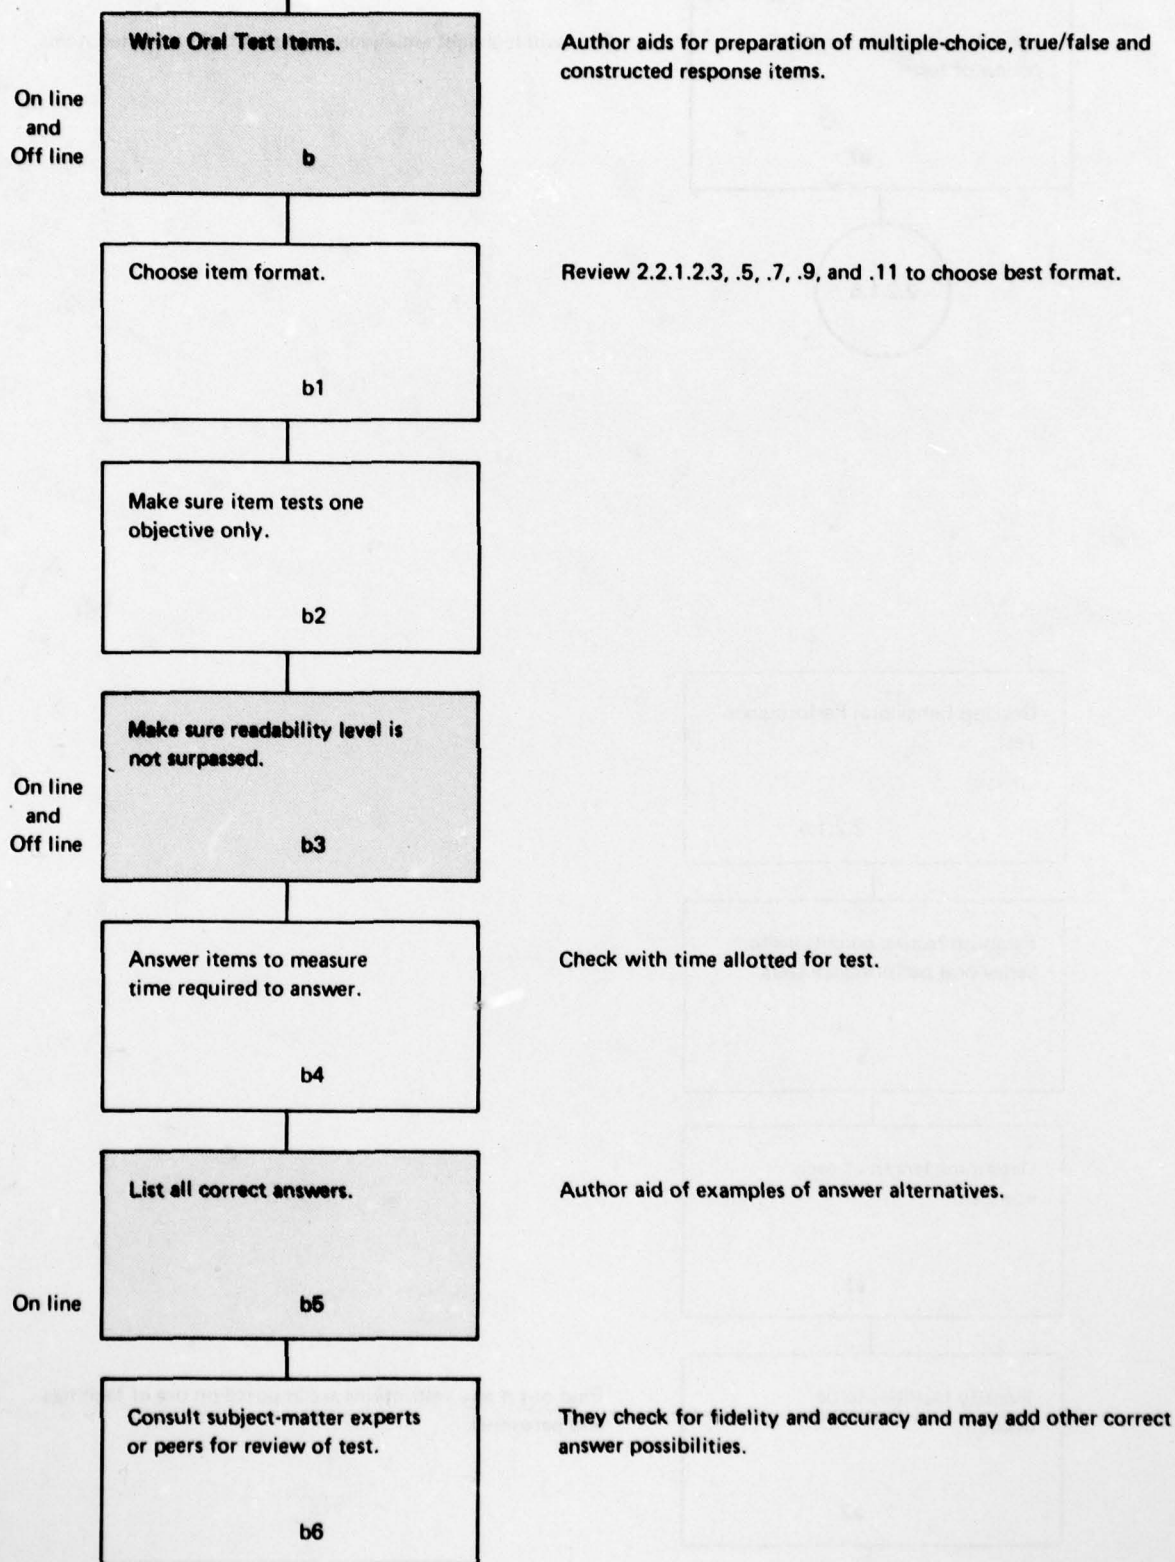 Write Oral Test Items.
Author aids for preparation of multiple-choice, true/false and
constructed response items.
On line
and
Off line
b
Choose item format.
Review 2.2.1.2.3, .5, .7, .9, and .11 to choose best format.
b1
Make sure item tests one
objective only.
b2
Make sure readability level is
not surpassed.
On line
and
Off line
b3
Answer items to measure
time required to answer.
Check with time allotted for test.
b4
List all correct answers.
Author aid of examples of answer alternatives.
On line
b5
Consult subject-matter experts
or peers for review of test.
They check for fidelity and accuracy and may add other correct
answer possibilities.
b6